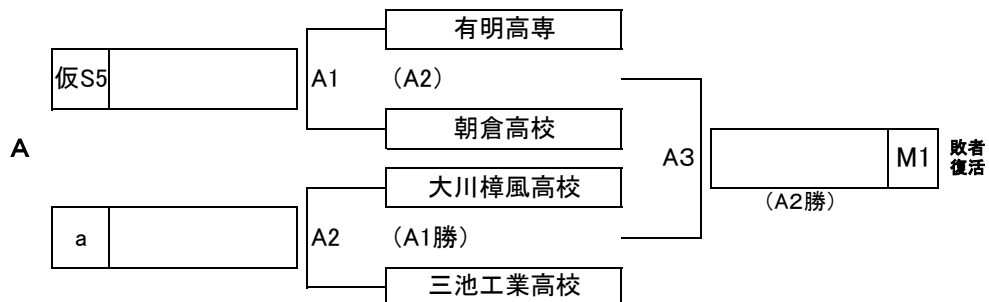 有明高専
仮S5
A1
(A2)
朝倉高校
A
A3
M1
敗者
復活
大川樟風高校
(A2勝)
a
A2
(A1勝)
三池工業高校